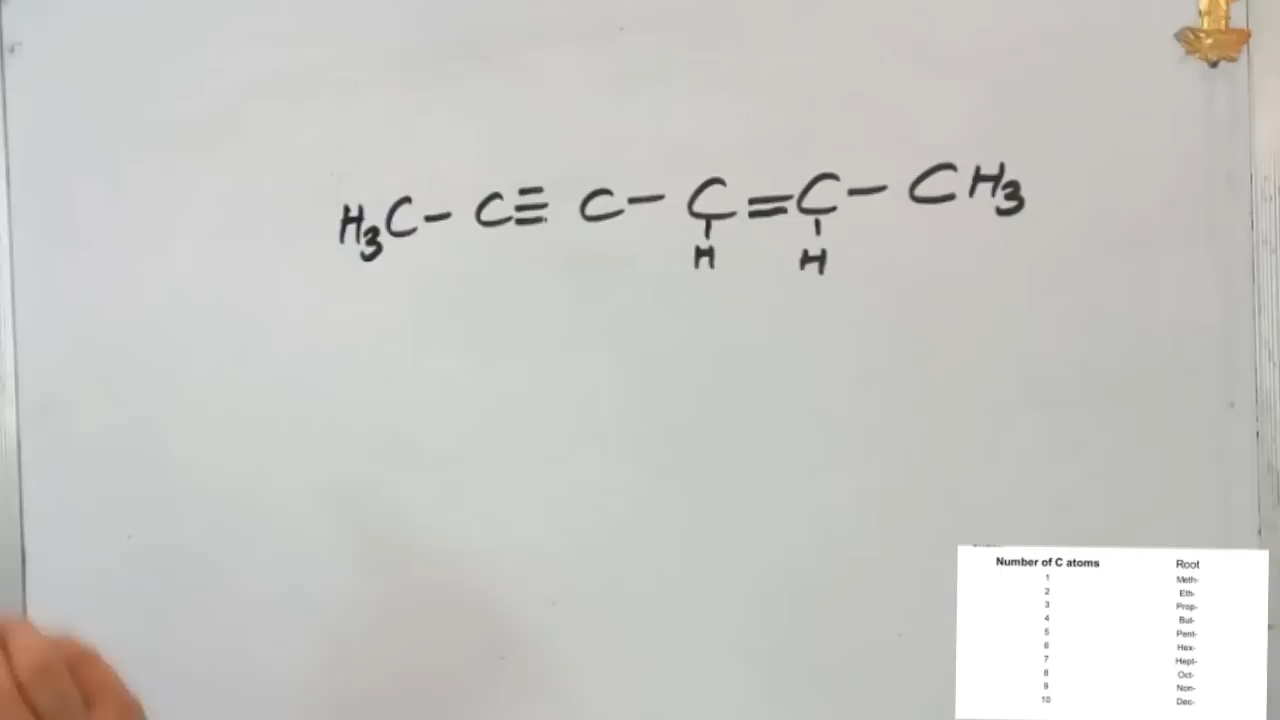 H₃C - C ≡ C - C = C - CH₃
H H
Number of C atoms Root
1 Meth-
2 Eth-
3 Prop-
4 But-
5 Pent-
6 Hex-
7 Hept-
8 Oct-
9 Non-
10 Dec-